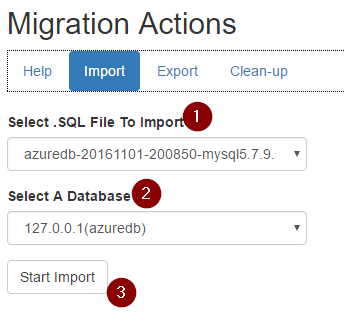 Migration Actions
Help Import Export Clean-up
Select .SQL File To Import 1
azuredb-20161101-200850-mysql5.7.9.
Select A Database 2
127.0.0.1(azuredb)
Start Import 3